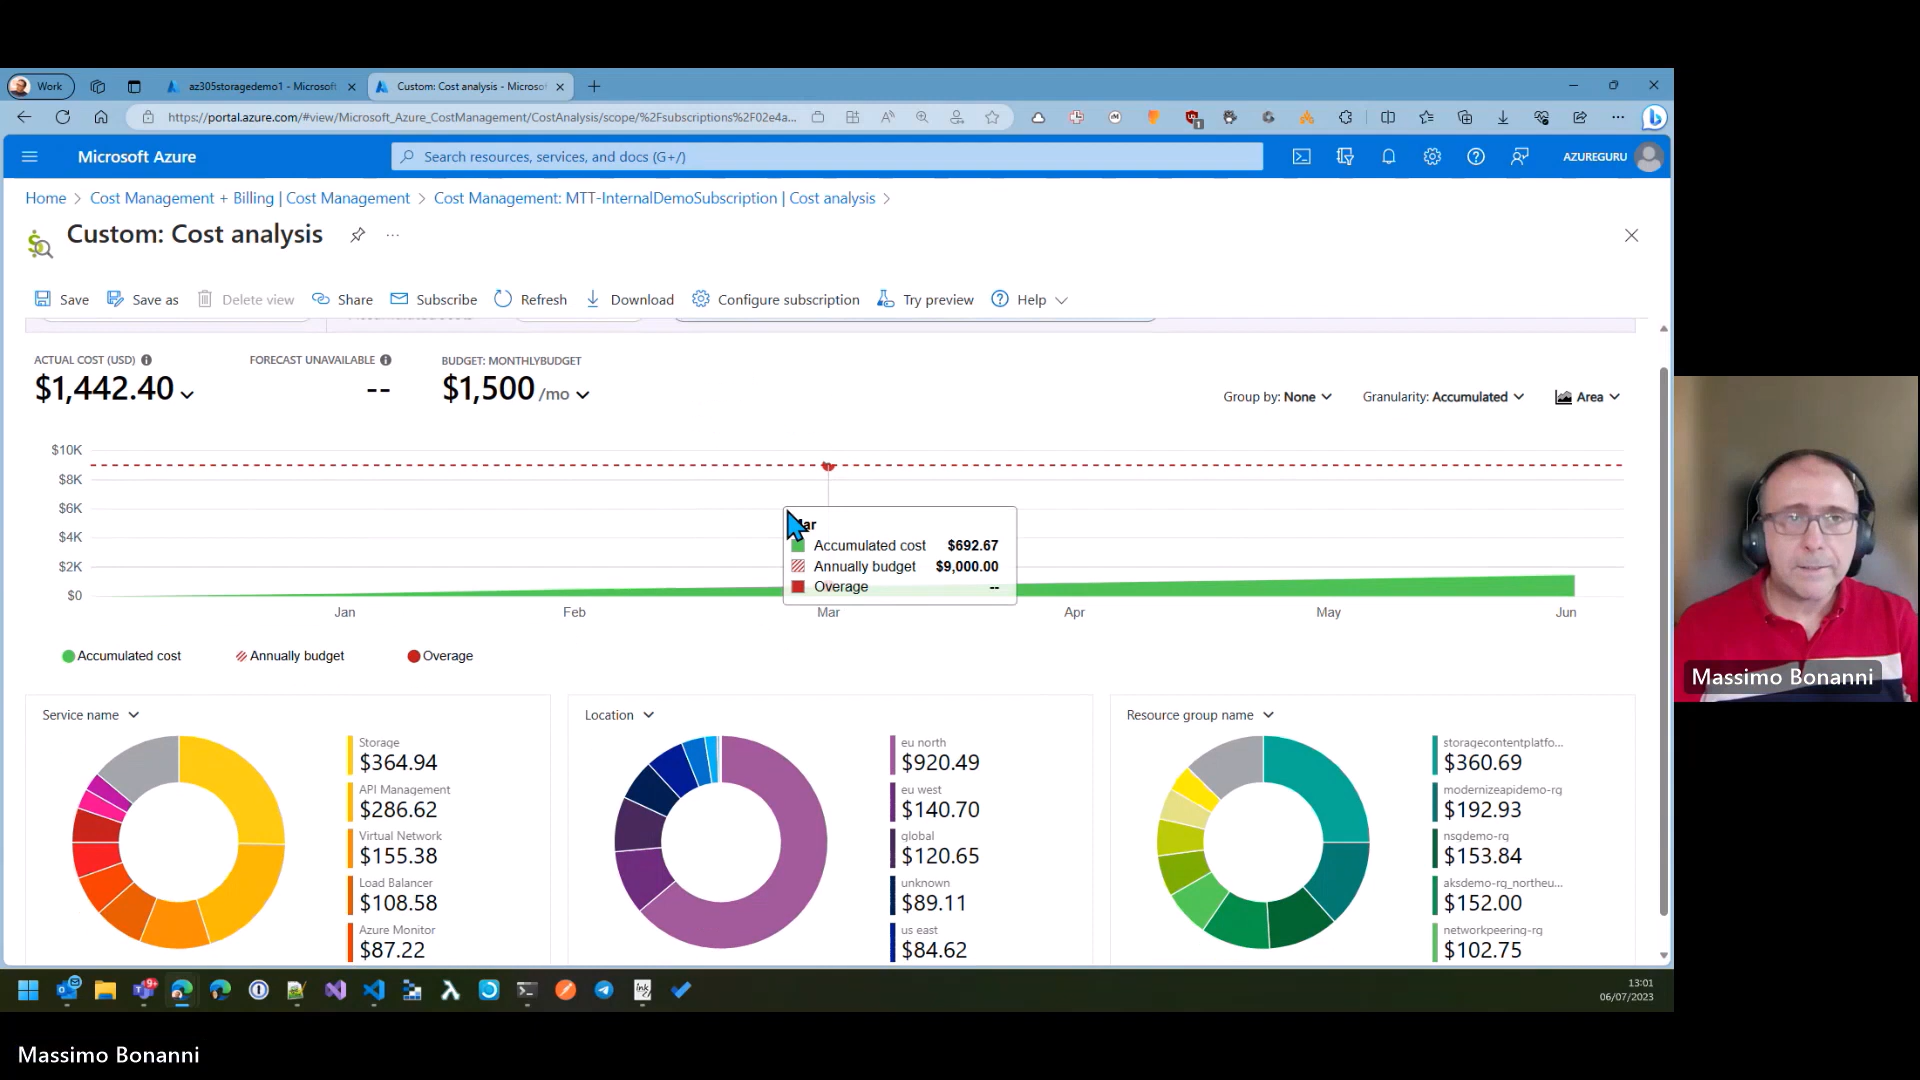 Work
az305storagedemo1 - Microsoft
Custom: Cost analysis - Microso
https://portal.azure.com/#view/Microsoft_Azure_CostManagement/CostAnalysis/scope/%2Fsubscriptions%2F02e4a...
Microsoft Azure
Search resources, services, and docs (G+/)
AZUREGURU
Home > Cost Management + Billing | Cost Management > Cost Management: MTT-InternalDemoSubscription | Cost analysis >
Custom: Cost analysis
...
Save
Save as
Delete view
Share
Subscribe
Refresh
Download
Configure subscription
Try preview
Help
ACTUAL COST (USD)
$1,442.40
FORECAST UNAVAILABLE
--
BUDGET: MONTHLYBUDGET
$1,500 /mo
Group by: None
Granularity: Accumulated
Area
$10K
$8K
$6K
$4K
$2K
$0
Accumulated cost $692.67
Annually budget $9,000.00
Overage --
Jan
Feb
Mar
Apr
May
Jun
Accumulated cost
Annually budget
Overage
Service name
Storage
$364.94
API Management
$286.62
Virtual Network
$155.38
Load Balancer
$108.58
Azure Monitor
$87.22
Location
eu north
$920.49
eu west
$140.70
global
$120.65
unknown
$89.11
us east
$84.62
Resource group name
storagecontentplatfo...
$360.69
modernizeapidemo-rg
$192.93
nsgdemo-rg
$153.84
aksdemo-rg_northeu...
$152.00
networkpeering-rg
$102.75
13:01
06/07/2023
Massimo Bonanni
Massimo Bonanni